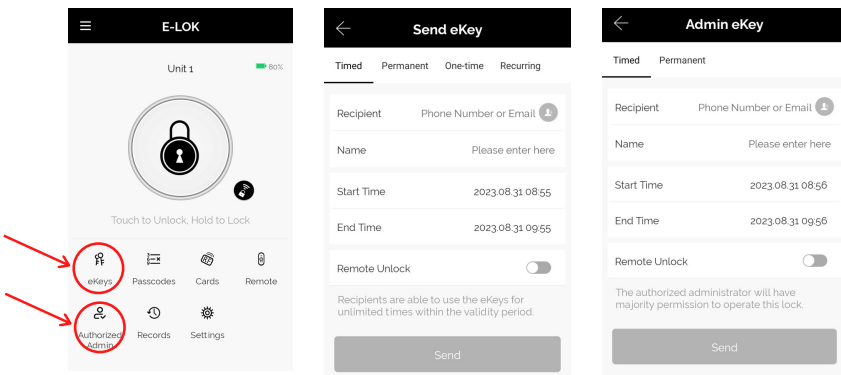 E-LOK
Unit 1
80%
Touch to Unlock, Hold to Lock
eKeys
Passcodes
Cards
Remote
Authorized
Admin
Records
Settings
Send eKey
Timed
Permanent
One-time
Recurring
Recipient
Phone Number or Email
Name
Please enter here
Start Time
2023.08.31 08:55
End Time
2023.08.31 09:55
Remote Unlock
Recipients are able to use the eKeys for
unlimited times within the validity period.
Send
Admin eKey
Timed
Permanent
Recipient
Phone Number or Email
Name
Please enter here
Start Time
2023.08.31 08:56
End Time
2023.08.31 09:56
Remote Unlock
The authorized administrator will have
majority permission to operate this lock.
Send